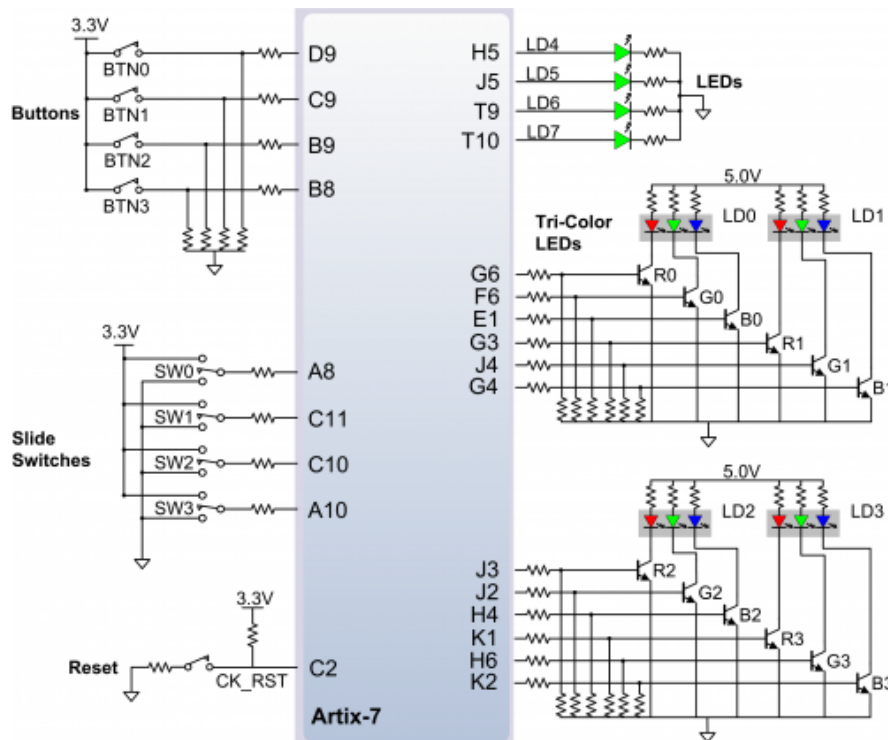 3.3V
BTN0
D9
BTN1
C9
Buttons
BTN2
B9
BTN3
B8
3.3V
SW0
A8
SW1
C11
Slide
Switches
SW2
C10
SW3
A10
3.3V
Reset
CK_RST
C2
Artix-7
H5
LD4
J5
LD5
LEDs
T9
LD6
T10
LD7
5.0V
Tri-Color
LEDs
LD0
LD1
G6
R0
F6
G0
E1
B0
G3
R1
J4
G1
G4
B1
5.0V
LD2
LD3
J3
R2
J2
G2
H4
B2
K1
R3
H6
G3
K2
B3